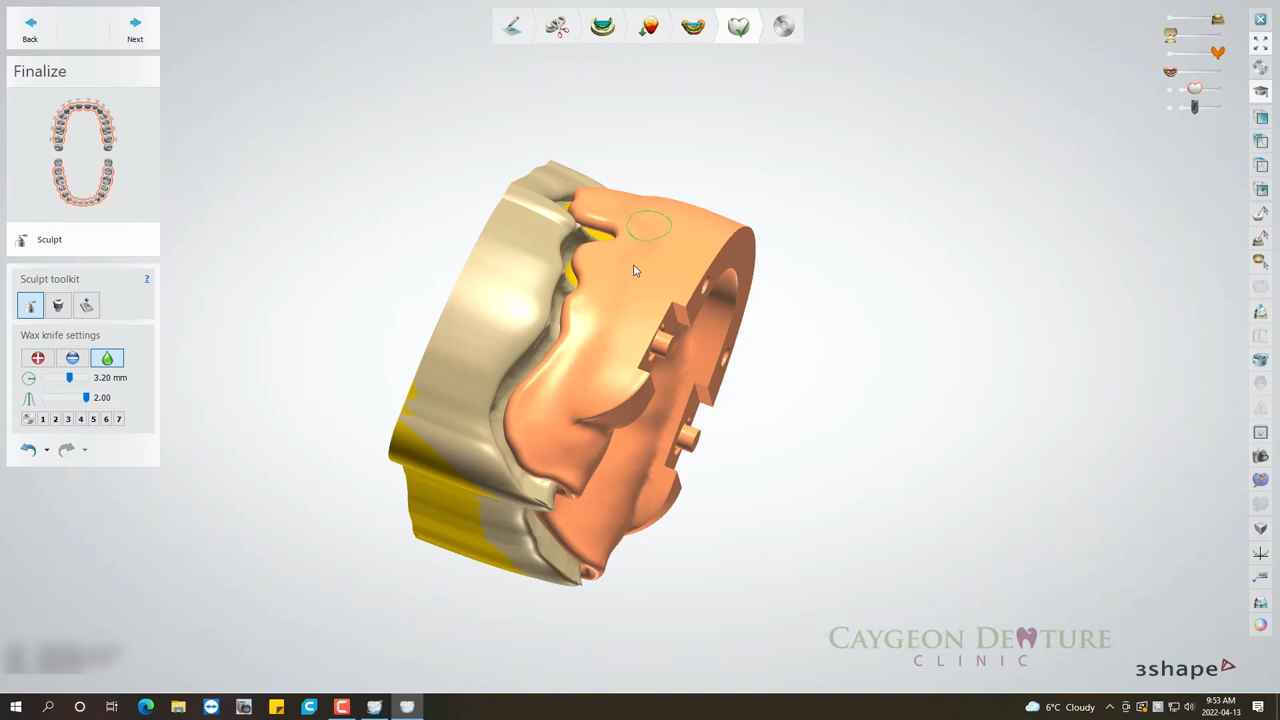 Back
Next
Finalize
Sculpt
Sculpt toolkit
?
Wax knife settings
3.20 mm
2.00
1 2 3 4 5 6 7
CAYGEON DENTURE
CLINIC
3shape
6°C Cloudy
9:53 AM
2022-04-13